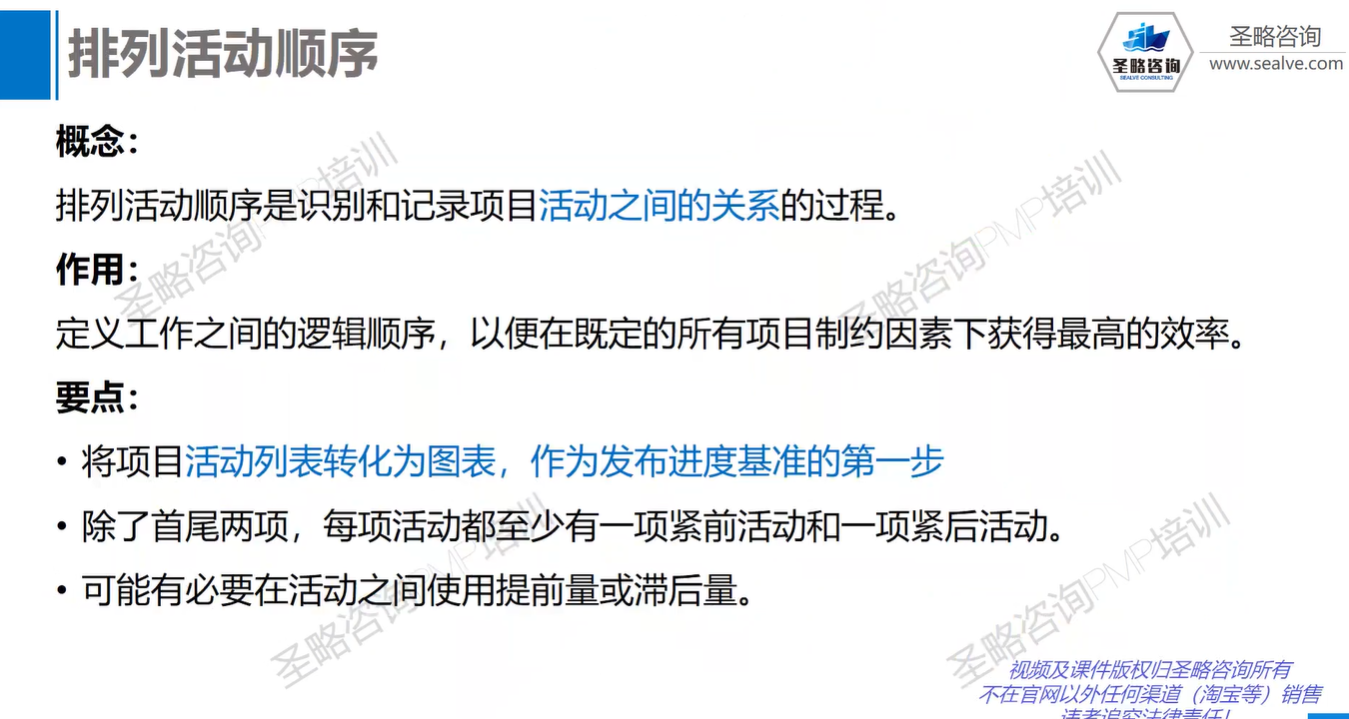 排列活动顺序
圣略咨询
SEALVE CONSULTING
圣略咨询
www.sealve.com
概念：
排列活动顺序是识别和记录项目活动之间的关系的过程。
作用：
定义工作之间的逻辑顺序，以便在既定的所有项目制约因素下获得最高的效率。
要点：
• 将项目活动列表转化为图表，作为发布进度基准的第一步
• 除了首尾两项，每项活动都至少有一项紧前活动和一项紧后活动。
• 可能有必要在活动之间使用提前量或滞后量。
圣略咨询PMP培训
圣略咨询PMP培训
圣略咨询PMP培训
圣略咨询PMP培训
视频及课件版权归圣略咨询所有
不在官网以外任何渠道（淘宝等）销售
违者追究法律责任！